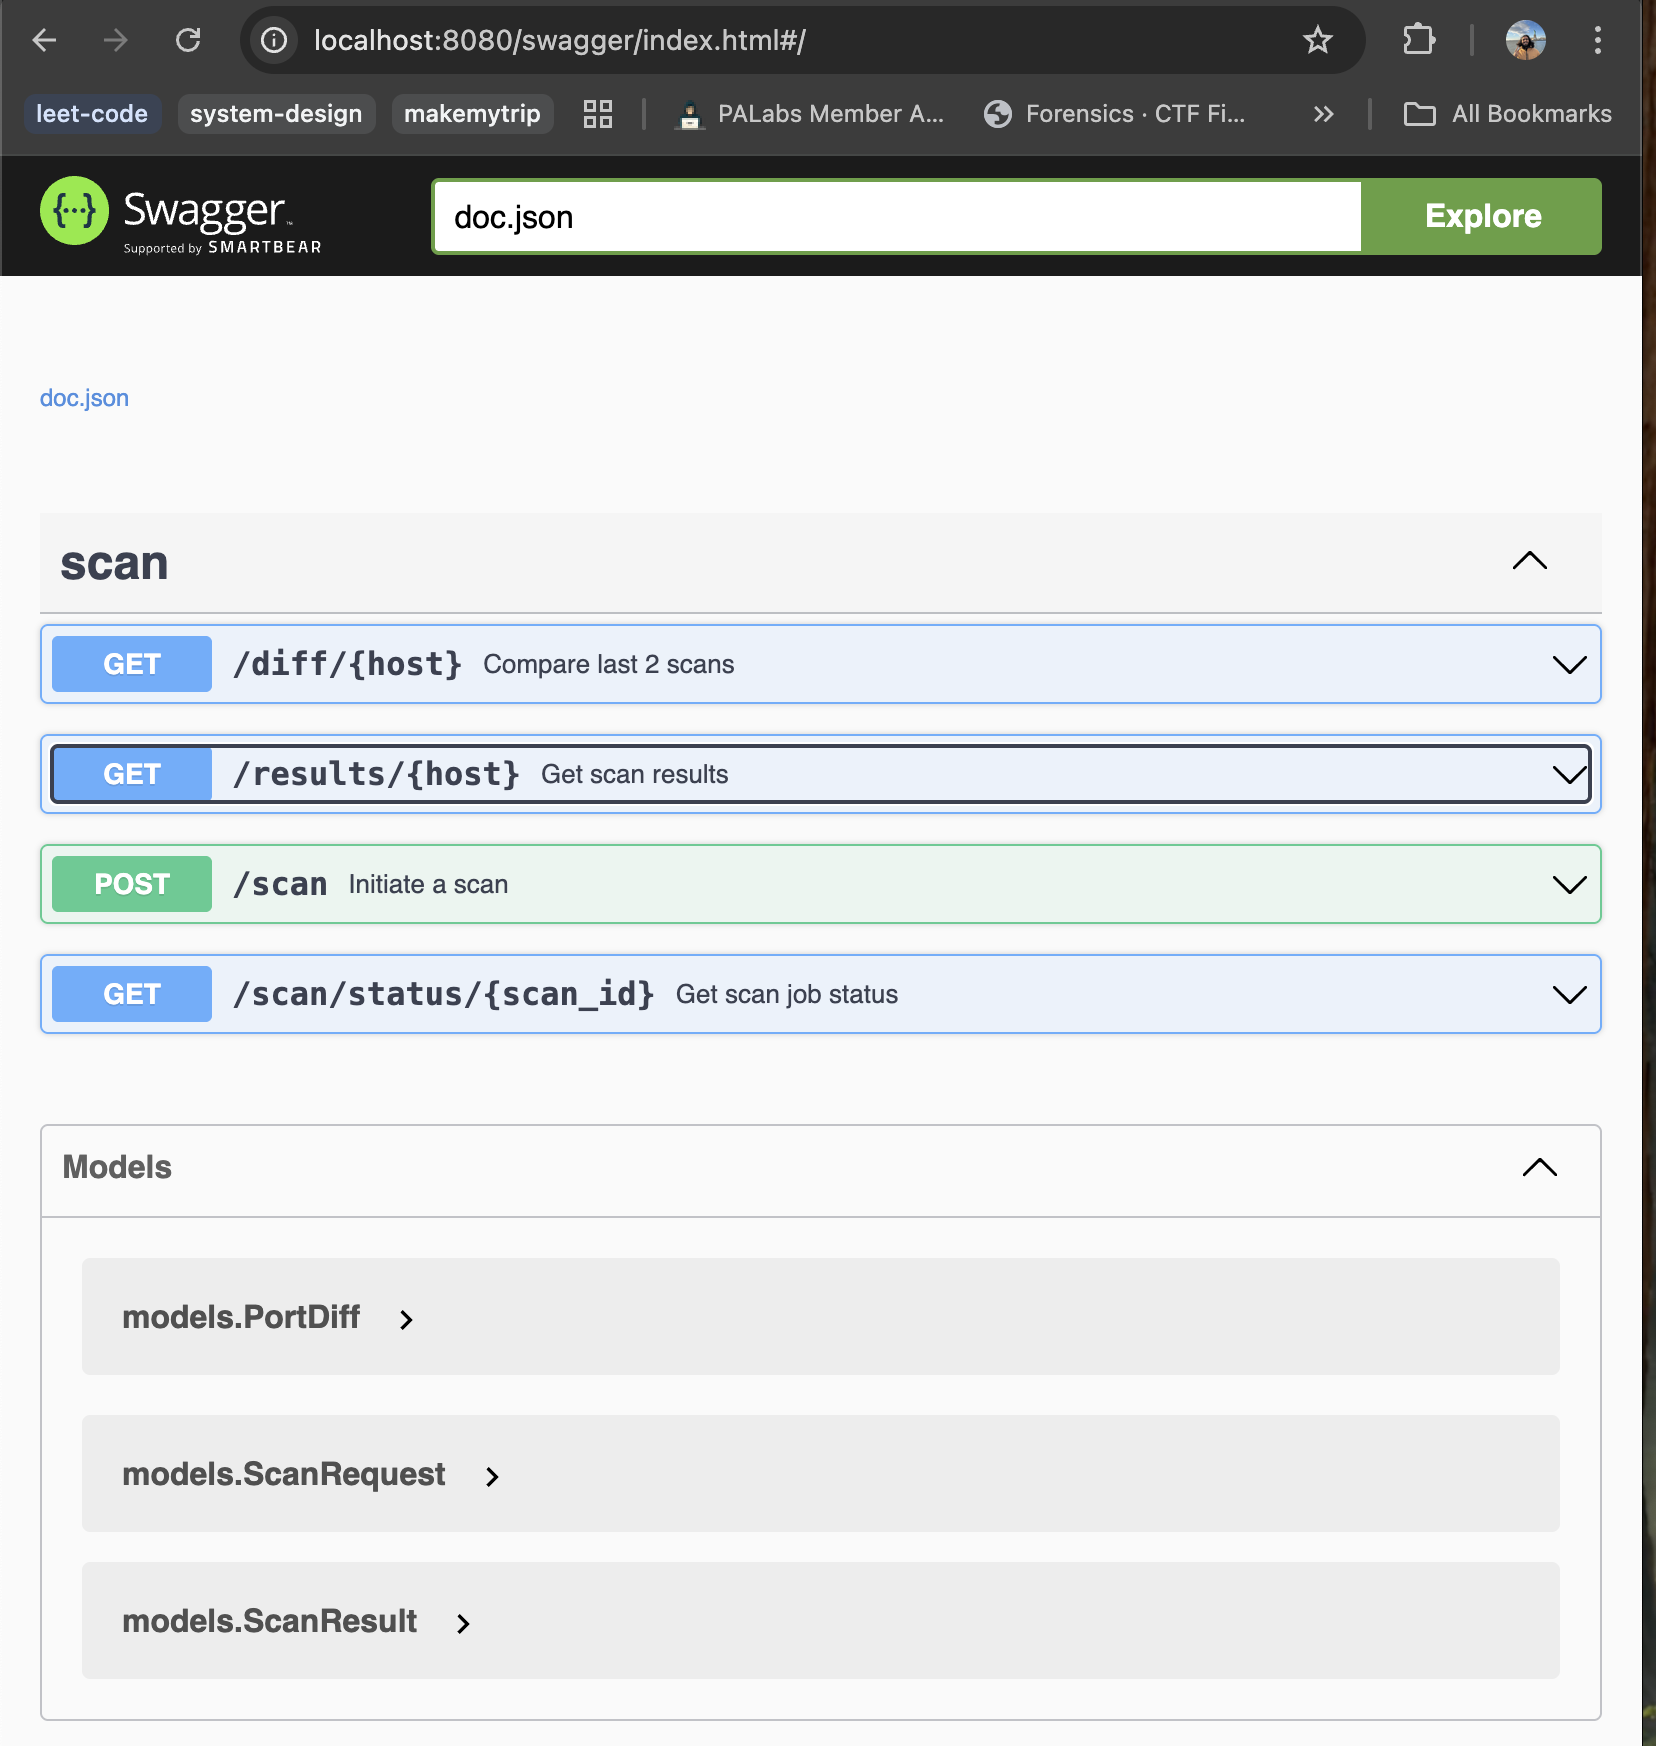 localhost:8080/swagger/index.html#/
leet-code system-design makemytrip PALabs Member A... Forensics · CTF Fi... All Bookmarks
{···} Swagger™
Supported by SMARTBEAR
doc.json Explore
doc.json
scan
GET /diff/{host} Compare last 2 scans
GET /results/{host} Get scan results
POST /scan Initiate a scan
GET /scan/status/{scan_id} Get scan job status
Models
models.PortDiff
models.ScanRequest
models.ScanResult